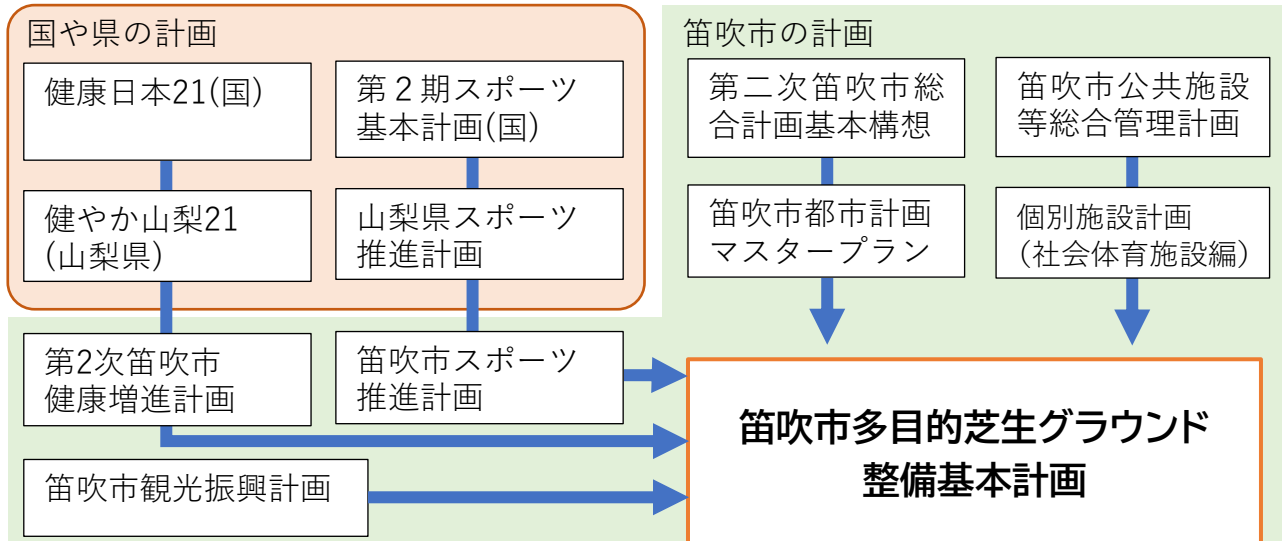 国や県の計画
健康日本21(国)
第２期スポーツ
基本計画(国)
健やか山梨21
(山梨県)
山梨県スポーツ
推進計画
笛吹市の計画
第二次笛吹市総
合計画基本構想
笛吹市公共施設
等総合管理計画
笛吹市都市計画
マスタープラン
個別施設計画
(社会体育施設編)
第2次笛吹市
健康増進計画
笛吹市スポーツ
推進計画
笛吹市観光振興計画
笛吹市多目的芝生グラウンド
整備基本計画